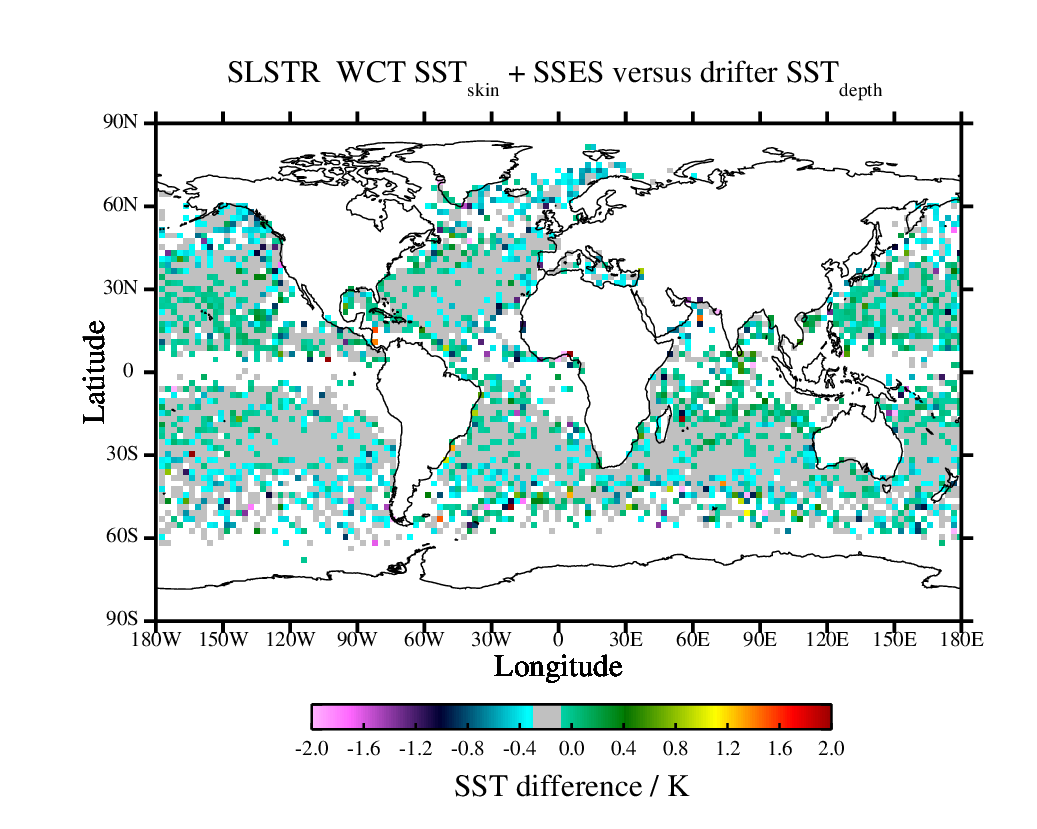 SLSTR WCT SSTskin + SSES versus drifter SSTdepth
90N
60N
30N
0
30S
60S
90S
Latitude
180W 150W 120W 90W 60W 30W 0 30E 60E 90E 120E 150E 180E
Longitude
-2.0 -1.6 -1.2 -0.8 -0.4 0.0 0.4 0.8 1.2 1.6 2.0
SST difference / K